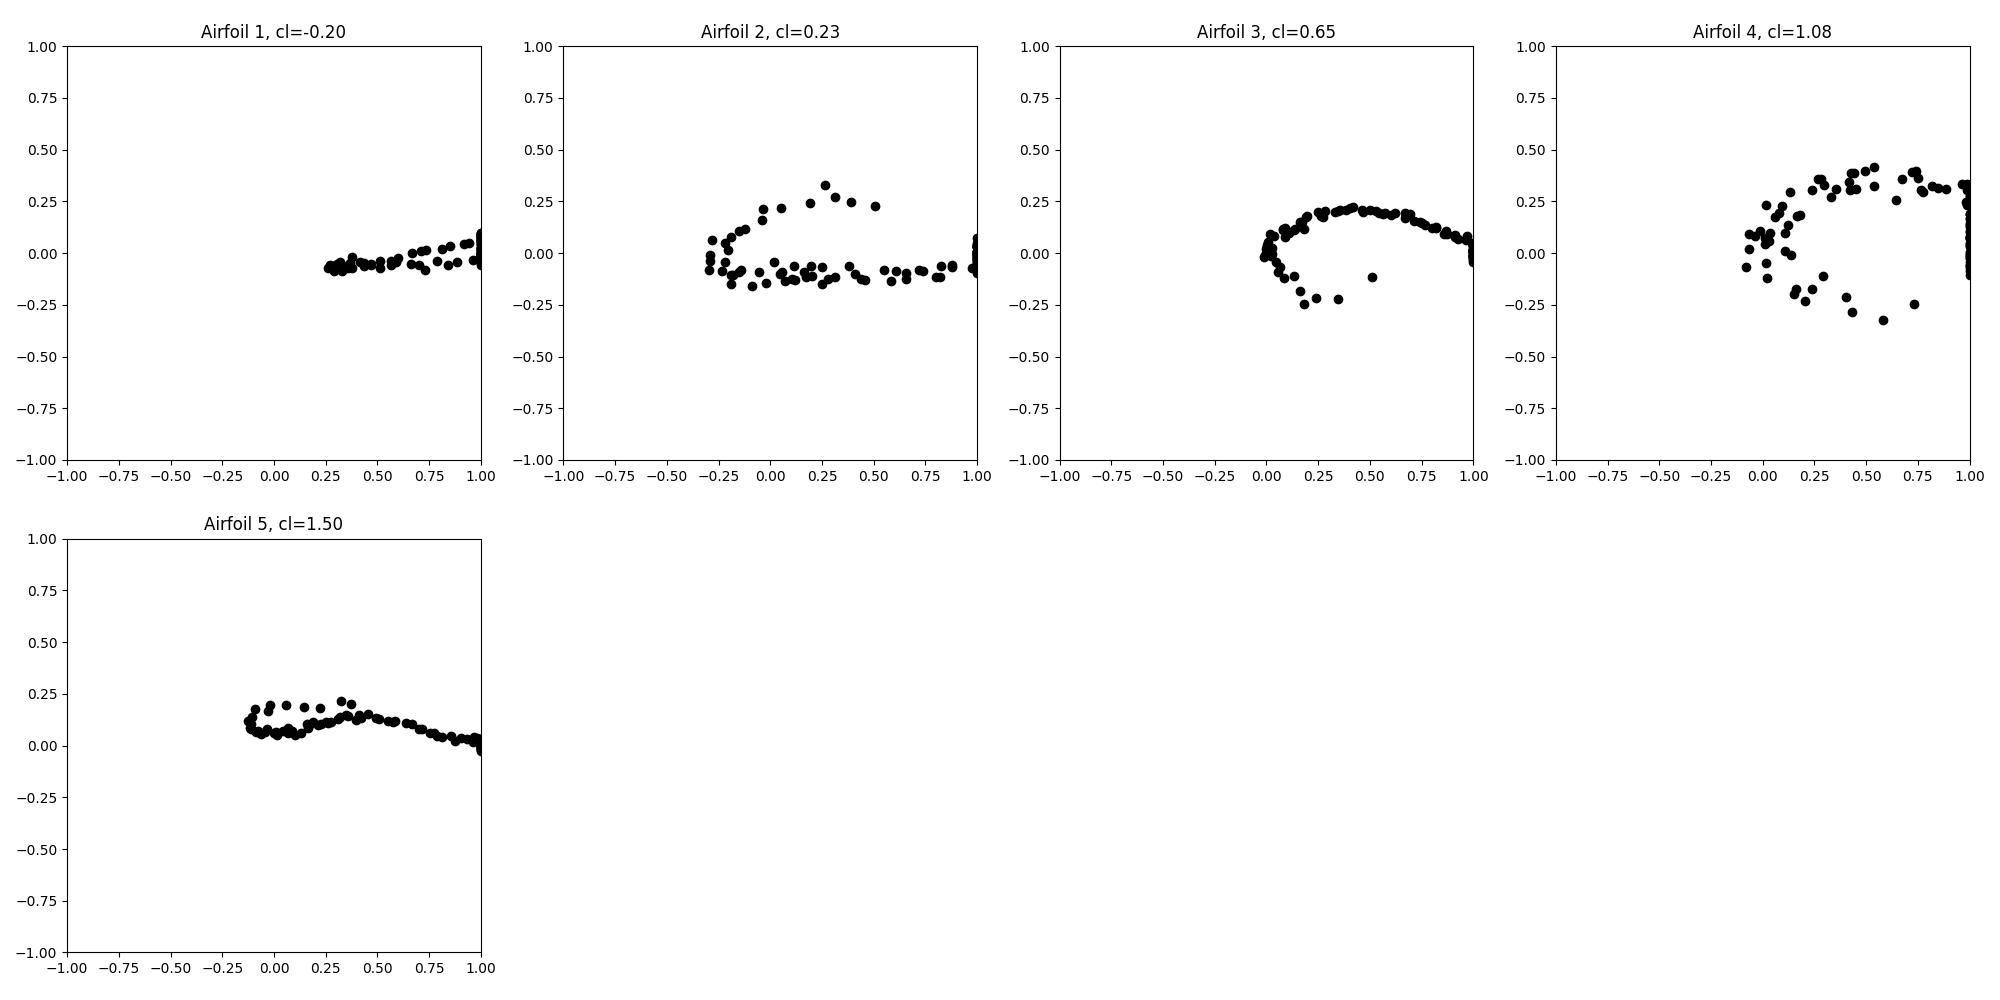 Airfoil 1, cl=-0.20
Airfoil 2, cl=0.23
Airfoil 3, cl=0.65
Airfoil 4, cl=1.08
1.00 1.00 1.00 1.00
0.75 0.75 0.75 0.75
0.50 0.50 0.50 0.50
0.25 0.25 0.25 0.25
0.00 0.00 0.00 0.00
−0.25 −0.25 −0.25 −0.25
−0.50 −0.50 −0.50 −0.50
−0.75 −0.75 −0.75 −0.75
−1.00 −1.00 −1.00 −1.00
−1.00 −0.75 −0.50 −0.25 0.00 0.25 0.50 0.75 1.00
−1.00 −0.75 −0.50 −0.25 0.00 0.25 0.50 0.75 1.00
−1.00 −0.75 −0.50 −0.25 0.00 0.25 0.50 0.75 1.00
−1.00 −0.75 −0.50 −0.25 0.00 0.25 0.50 0.75 1.00
Airfoil 5, cl=1.50
1.00
0.75
0.50
0.25
0.00
−0.25
−0.50
−0.75
−1.00
−1.00 −0.75 −0.50 −0.25 0.00 0.25 0.50 0.75 1.00